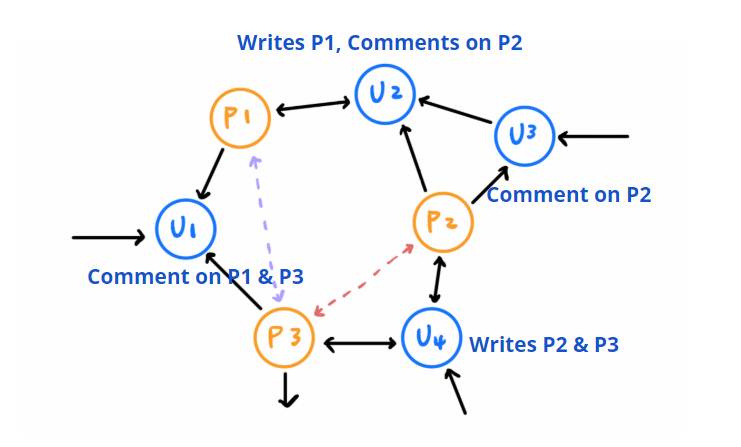 Writes P1, Comments on P2
U2
P1
U3
Comment on P2
P2
U1
Comment on P1 & P3
P3
U4
Writes P2 & P3